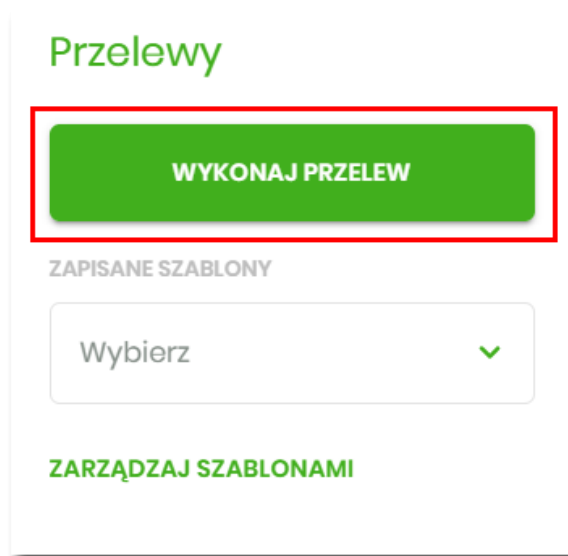 Przelewy
WYKONAJ PRZELEW
ZAPISANE SZABLONY
Wybierz
ZARZĄDZAJ SZABLONAMI